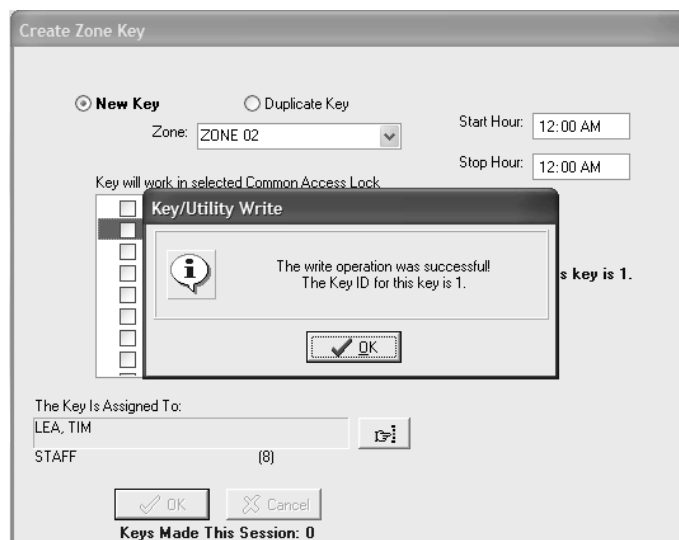 Create Zone Key
New Key
Duplicate Key
Zone: ZONE 02
Start Hour: 12:00 AM
Stop Hour: 12:00 AM
Key will work in selected Common Access Lock
Key/Utility Write
The write operation was successful!
The Key ID for this key is 1.
s key is 1.
OK
The Key Is Assigned To:
LEA, TIM
STAFF (8)
OK Cancel
Keys Made This Session: 0